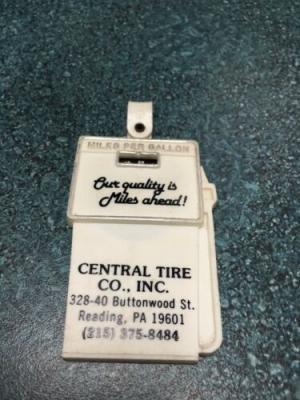 MILES PER GALLON
Our quality is
Miles ahead!
CENTRAL TIRE
CO., INC.
328-40 Buttonwood St.
Reading, PA 19601
(215) 375-8484